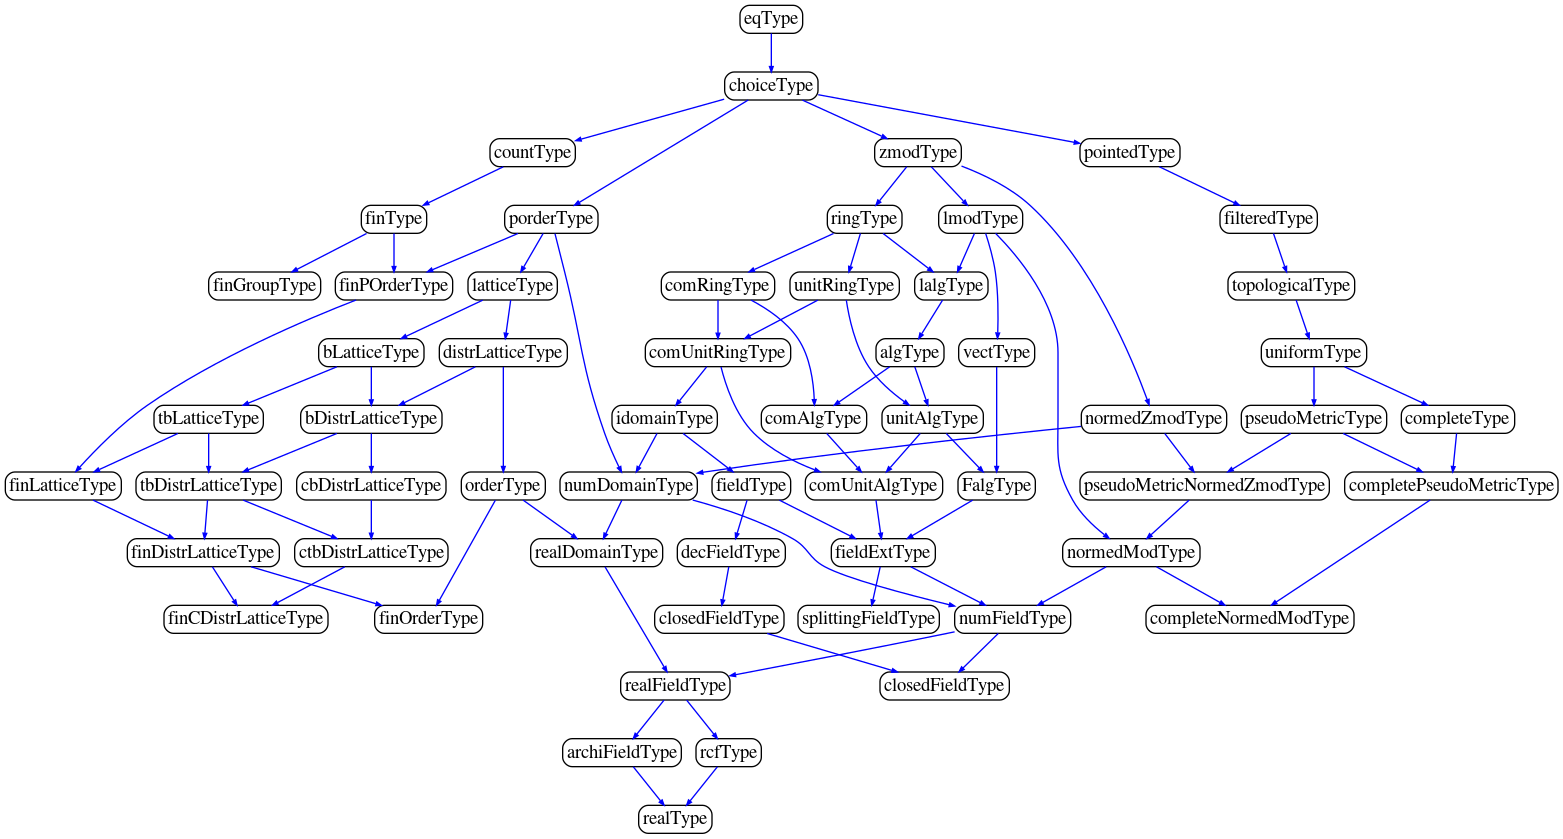 eqType
choiceType
countType
zmodType
pointedType
finType
porderType
ringType
lmodType
filteredType
finGroupType
finPOrderType
latticeType
comRingType
unitRingType
lalgType
topologicalType
bLatticeType
distrLatticeType
comUnitRingType
algType
vectType
uniformType
tbLatticeType
bDistrLatticeType
idomainType
comAlgType
unitAlgType
normedZmodType
pseudoMetricType
completeType
finLatticeType
tbDistrLatticeType
cbDistrLatticeType
orderType
numDomainType
fieldType
comUnitAlgType
FalgType
pseudoMetricNormedZmodType
completePseudoMetricType
finDistrLatticeType
ctbDistrLatticeType
realDomainType
decFieldType
fieldExtType
normedModType
finCDistrLatticeType
finOrderType
closedFieldType
splittingFieldType
numFieldType
completeNormedModType
realFieldType
closedFieldType
archiFieldType
rcfType
realType